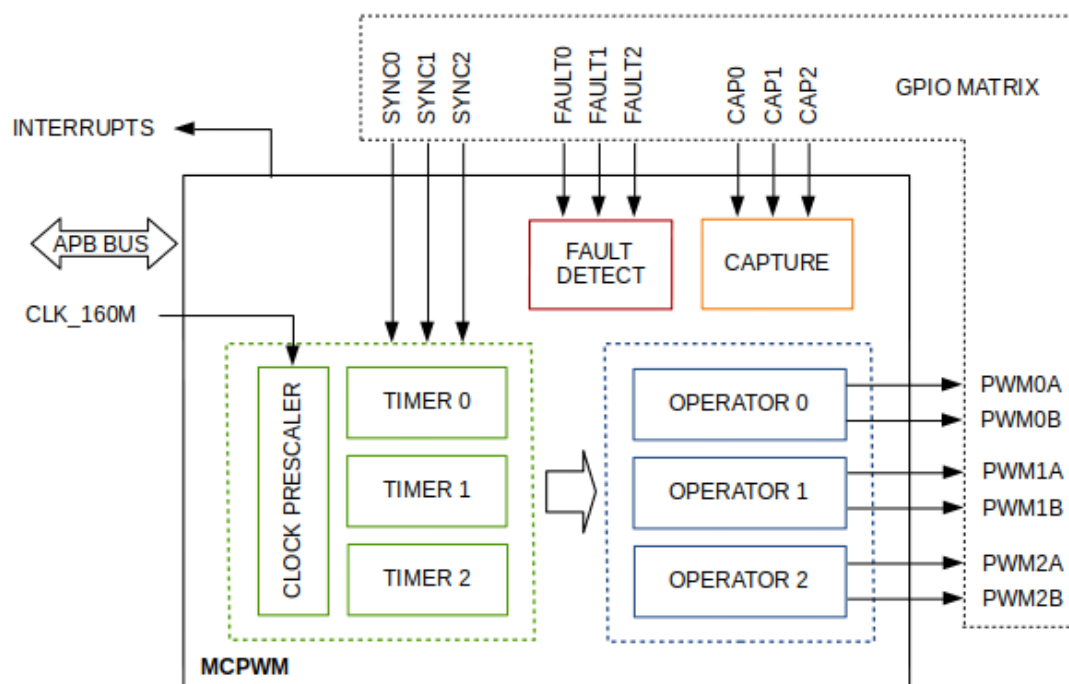 SYNC0
SYNC1
SYNC2
FAULT0
FAULT1
FAULT2
CAP0
CAP1
CAP2
GPIO MATRIX
INTERRUPTS
APB BUS
FAULT
DETECT
CAPTURE
CLK_160M
CLOCK PRESCALER
TIMER 0
TIMER 1
TIMER 2
OPERATOR 0
OPERATOR 1
OPERATOR 2
PWM0A
PWM0B
PWM1A
PWM1B
PWM2A
PWM2B
MCPWM